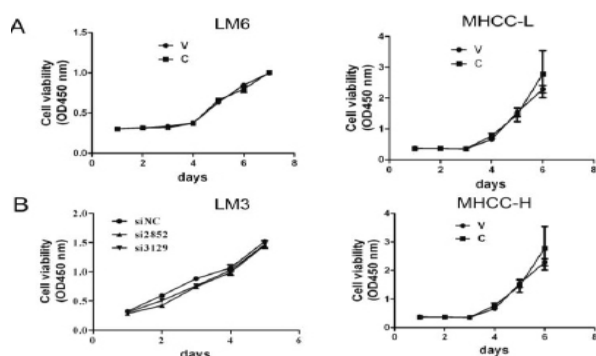 A
LM6
V
C
Cell viability
(OD450 nm)
1.5
1.0
0.5
0.0
0 2 4 6 8
days
MHCC-L
V
C
Cell viability
(OD450 nm)
4
3
2
1
0
0 2 4 6 8
days
B
LM3
siNC
si2852
si3129
Cell viability
(OD450 nm)
2.0
1.5
1.0
0.5
0.0
0 2 4 6
days
MHCC-H
V
C
Cell viability
(OD450 nm)
4
3
2
1
0
0 2 4 6 8
days